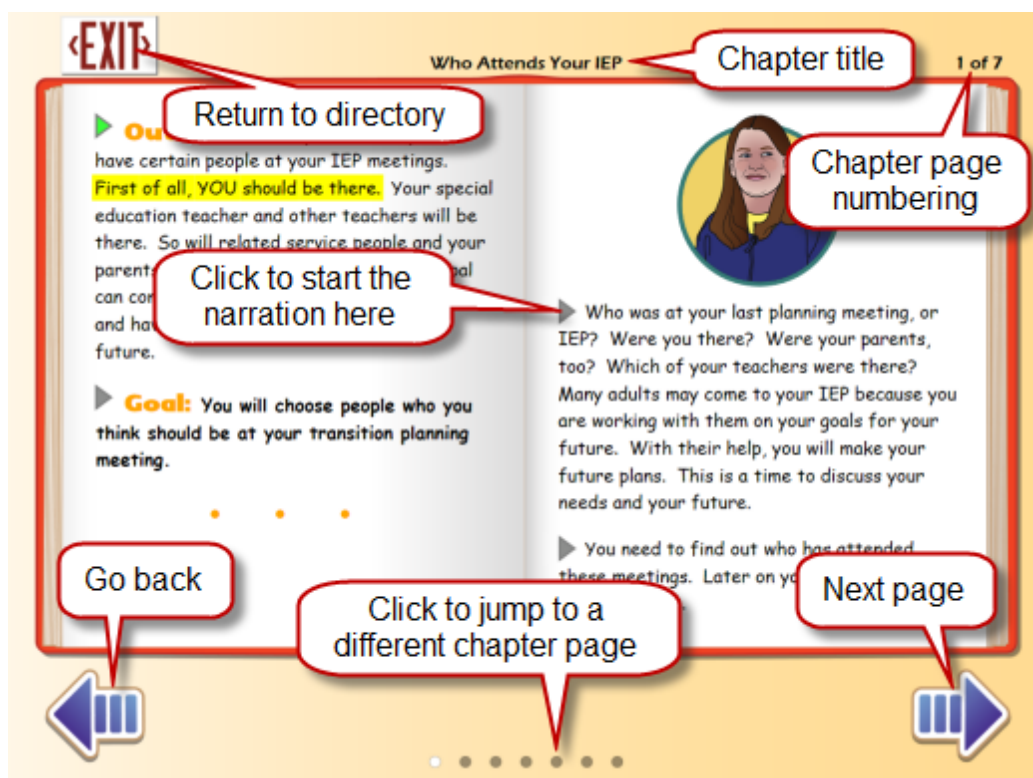 EXIT
Who Attends Your IEP
Chapter title
1 of 7
Return to directory
Chapter page
numbering
have certain people at your IEP meetings.
First of all, YOU should be there. Your special
education teacher and other teachers will be
there. So will related service people and your
can
and
future.
Click to start the
narration here
Goal: You will choose people who you
think should be at your transition planning
meeting.
Who was at your last planning meeting, or
IEP? Were you there? Were your parents,
too? Which of your teachers were there?
Many adults may come to your IEP because you
are working with them on your goals for your
future. With their help, you will make your
future plans. This is a time to discuss your
needs and your future.
You need to find out who has attended
these meetings. Later on
Go back
Click to jump to a
different chapter page
Next page